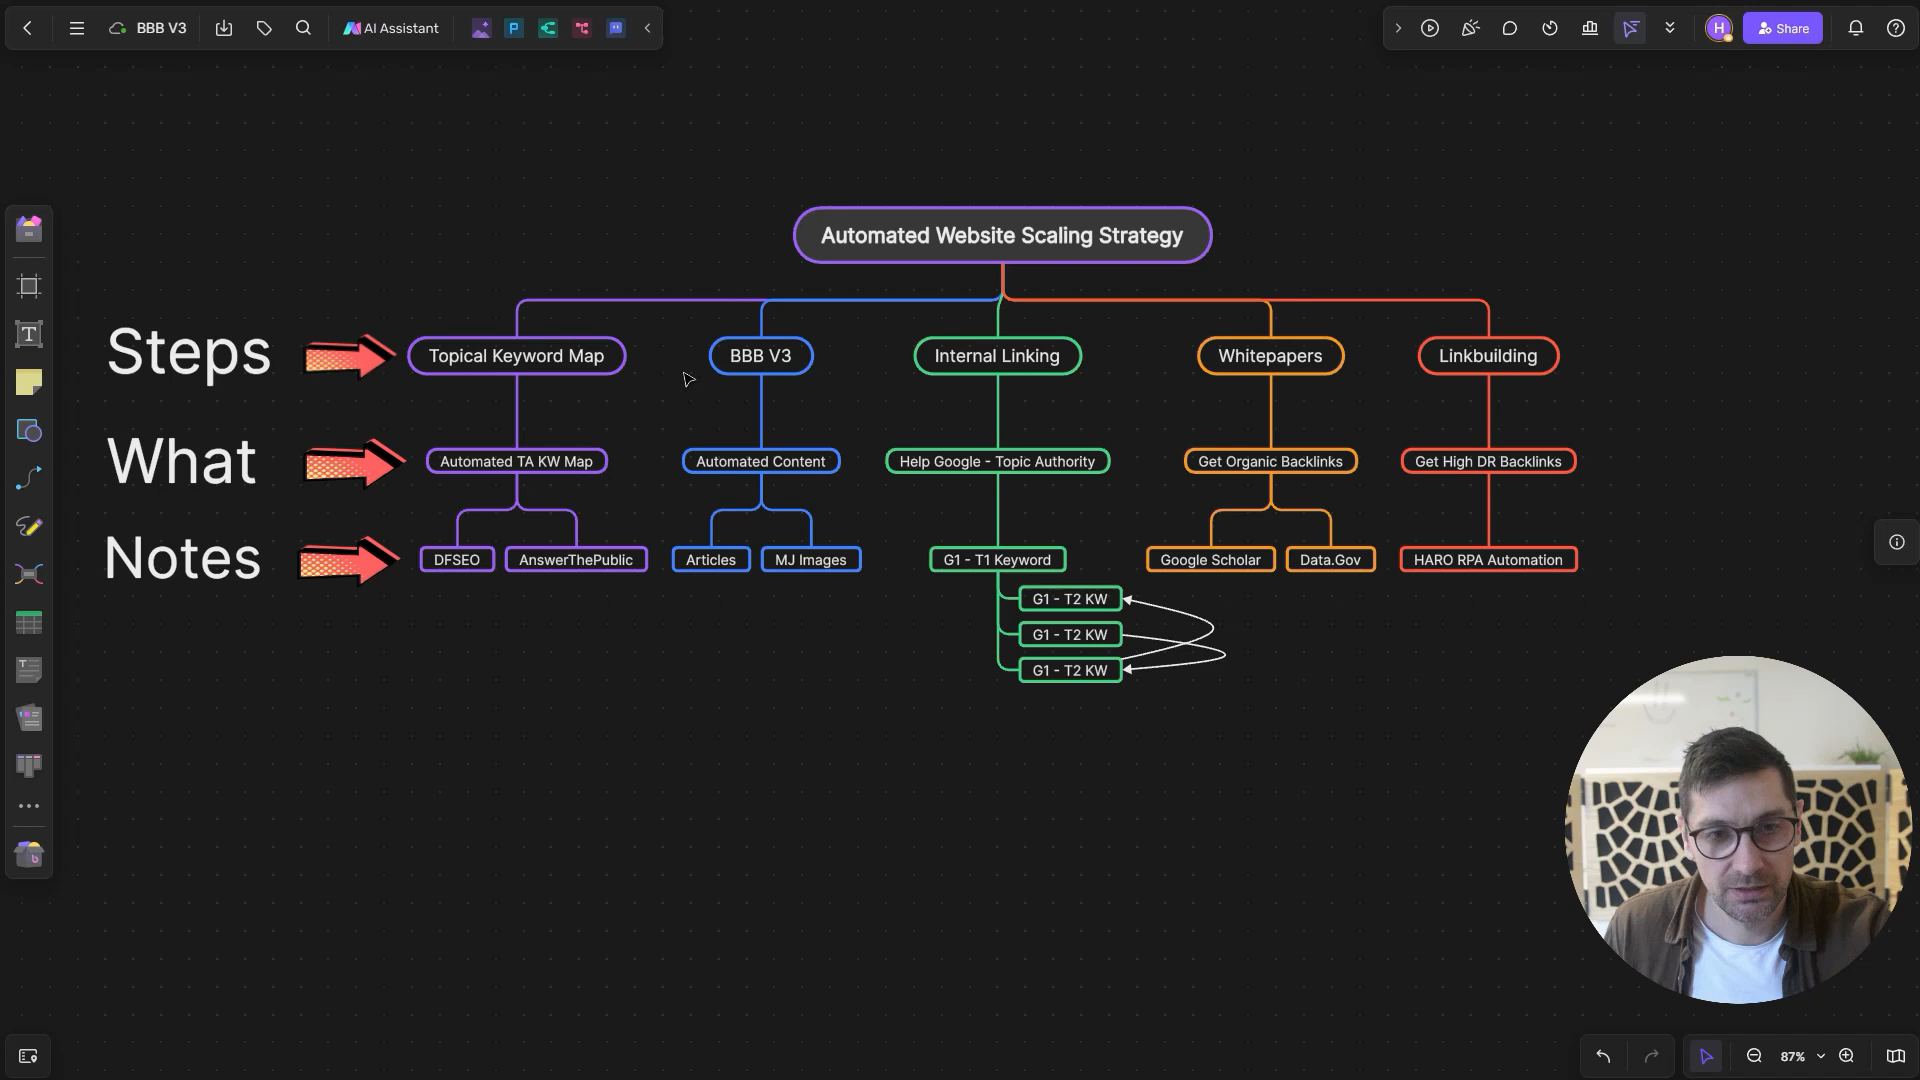 BBB V3
AI Assistant
P
H
Share
Automated Website Scaling Strategy
Steps
Topical Keyword Map
BBB V3
Internal Linking
Whitepapers
Linkbuilding
What
Automated TA KW Map
Automated Content
Help Google - Topic Authority
Get Organic Backlinks
Get High DR Backlinks
Notes
DFSEO
AnswerThePublic
Articles
MJ Images
G1 - T1 Keyword
Google Scholar
Data.Gov
HARO RPA Automation
G1 - T2 KW
G1 - T2 KW
G1 - T2 KW
87%